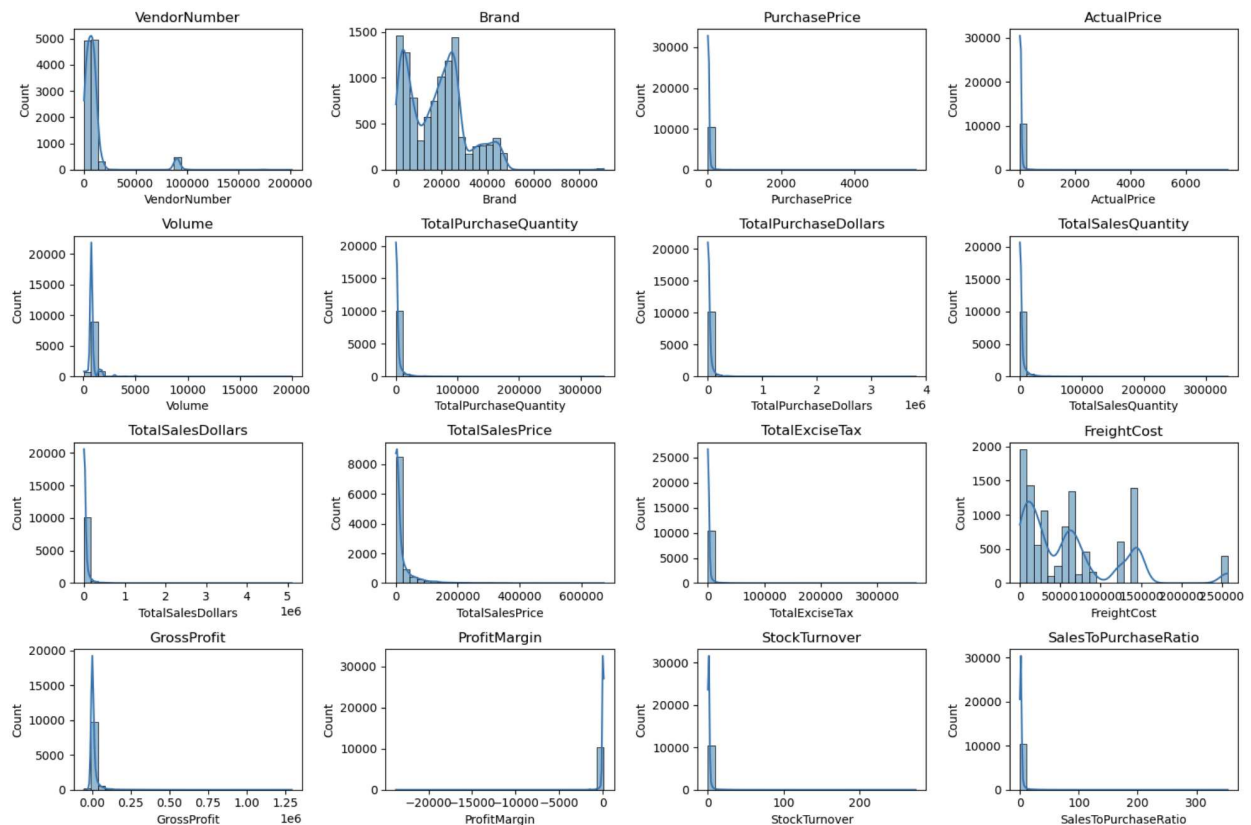 VendorNumber Brand PurchasePrice ActualPrice
5000
4000
3000
2000
1000
0
Count
0 50000 100000 150000 200000
VendorNumber
1500
1000
500
0
Count
0 20000 40000 60000 80000
Brand
30000
20000
10000
0
Count
0 2000 4000
PurchasePrice
30000
25000
20000
15000
10000
5000
0
Count
0 2000 4000 6000
ActualPrice
Volume TotalPurchaseQuantity TotalPurchaseDollars TotalSalesQuantity
20000
15000
10000
5000
0
Count
0 5000 10000 15000 20000
Volume
20000
15000
10000
5000
0
Count
0 100000 200000 300000
TotalPurchaseQuantity
20000
15000
10000
5000
0
Count
0 1 2 3 4
TotalPurchaseDollars 1e6
20000
15000
10000
5000
0
Count
0 100000 200000 300000
TotalSalesQuantity
TotalSalesDollars TotalSalesPrice TotalExciseTax FreightCost
20000
15000
10000
5000
0
Count
0 1 2 3 4 5
TotalSalesDollars 1e6
8000
6000
4000
2000
0
Count
0 200000 400000 600000
TotalSalesPrice
25000
20000
15000
10000
5000
0
Count
0 100000 200000 300000
TotalExciseTax
2000
1500
1000
500
0
Count
0 50000 100000 150000 200000 250000
FreightCost
GrossProfit ProfitMargin StockTurnover SalesToPurchaseRatio
20000
15000
10000
5000
0
Count
0.00 0.25 0.50 0.75 1.00 1.25
GrossProfit 1e6
30000
20000
10000
0
Count
−20000 −15000 −10000 −5000 0
ProfitMargin
30000
20000
10000
0
Count
0 100 200
StockTurnover
30000
25000
20000
15000
10000
5000
0
Count
0 100 200 300
SalesToPurchaseRatio